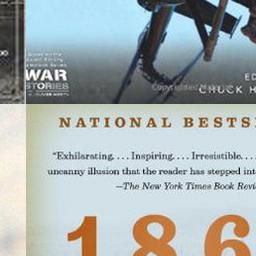 WAR
STORIES
ED
Copyrighted M
CHUCK H
NATIONAL BESTS
"Exhilarating. . . . Inspiring. . . . Irresistible. . . .
uncanny illusion that the reader has stepped int
—The New York Times Book Revi
186